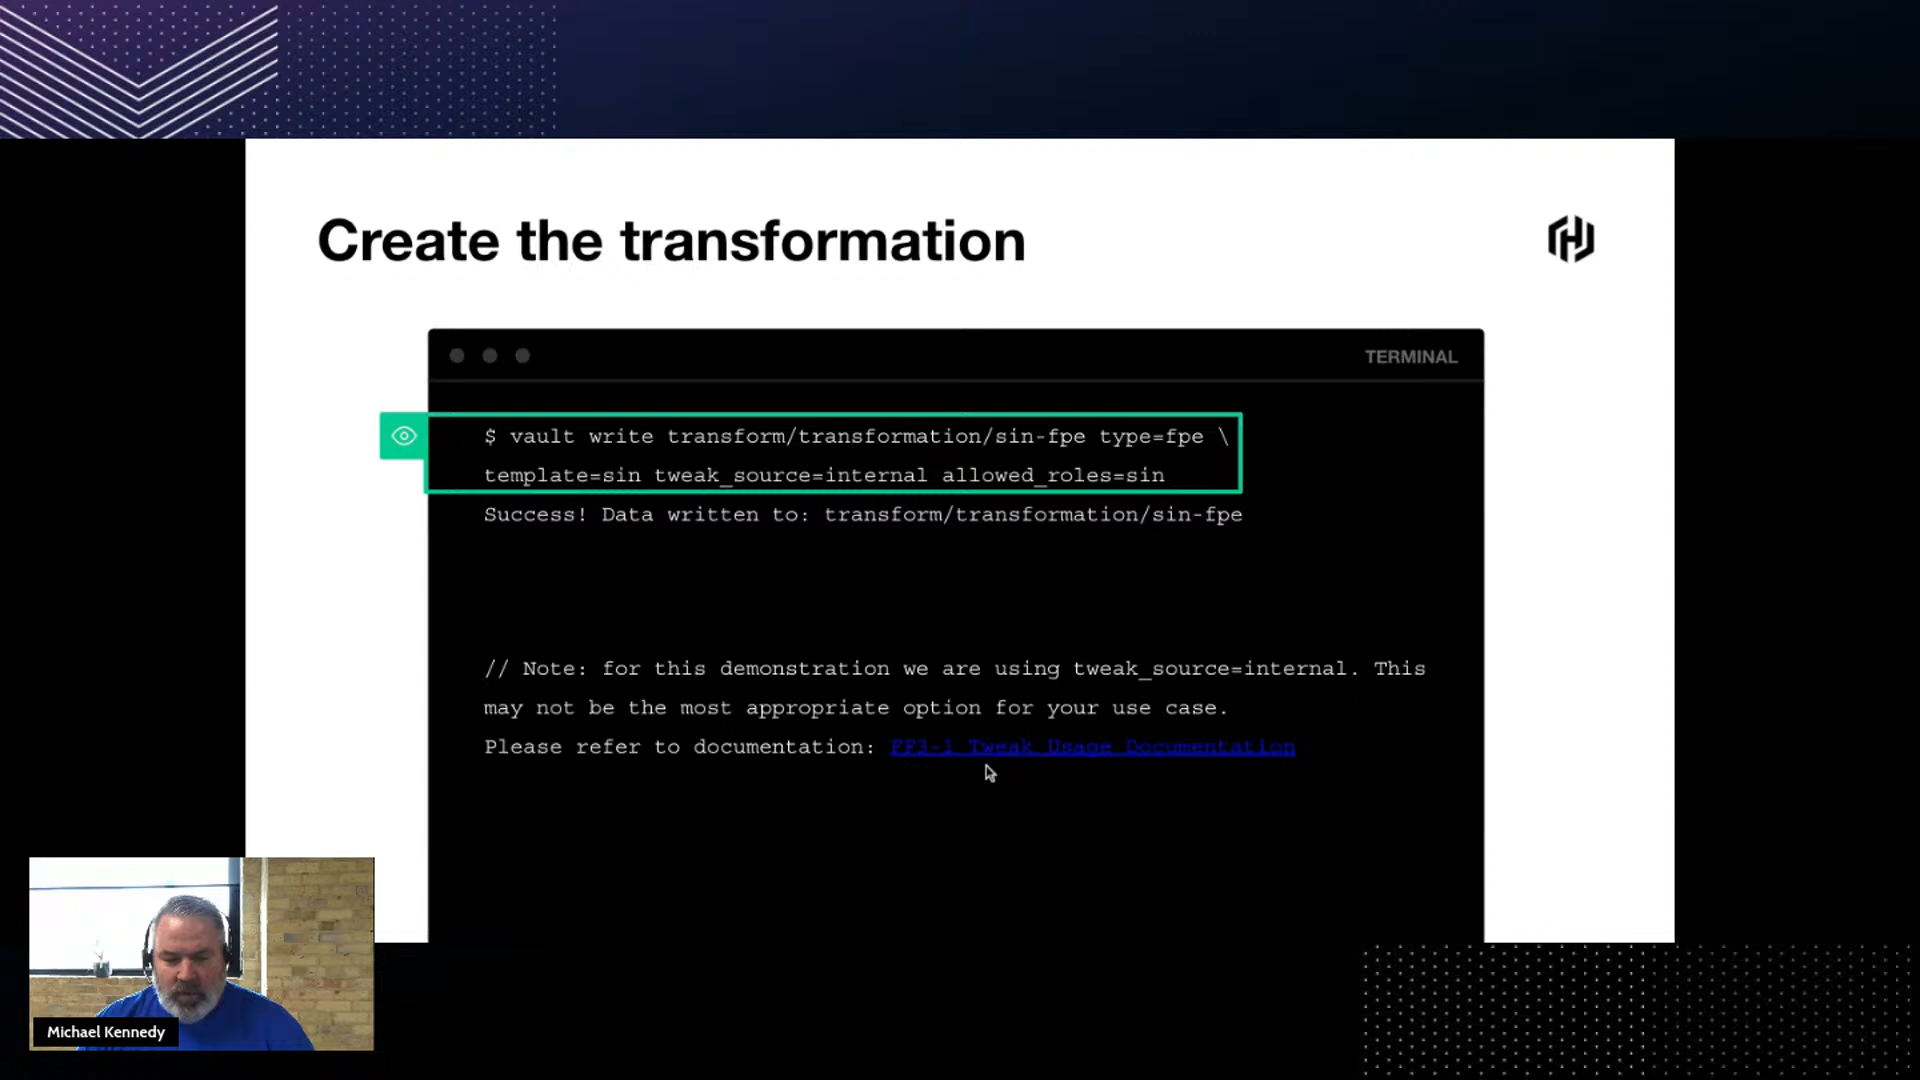 Create the transformation
TERMINAL
$ vault write transform/transformation/sin-fpe type=fpe \
template=sin tweak_source=internal allowed_roles=sin
Success! Data written to: transform/transformation/sin-fpe
// Note: for this demonstration we are using tweak_source=internal. This
may not be the most appropriate option for your use case.
Please refer to documentation: FF3-1 Tweak Usage Documentation
Michael Kennedy